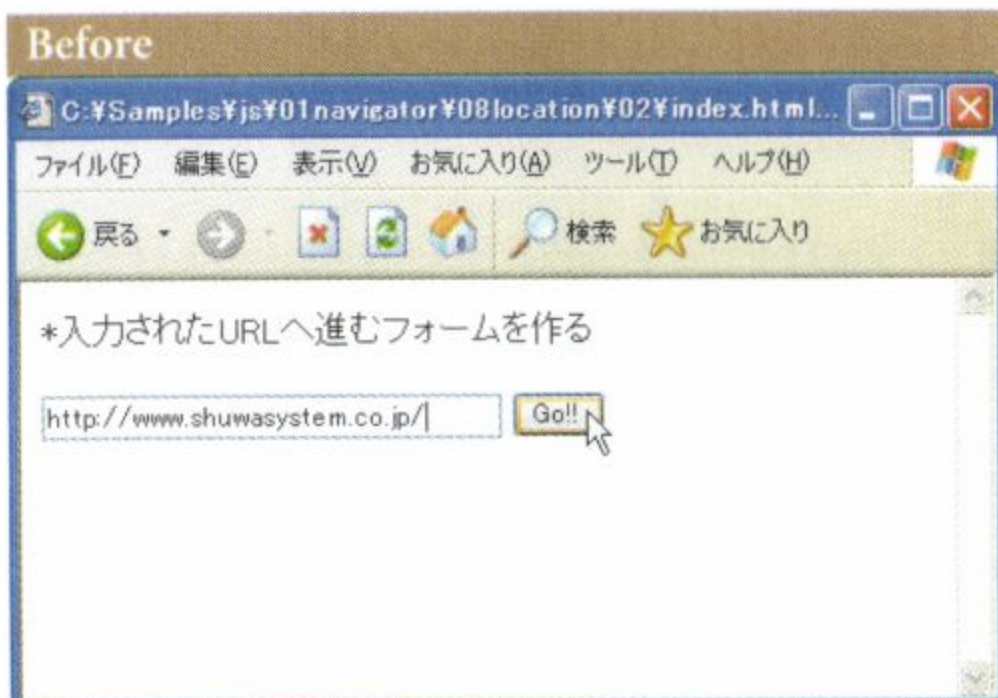 Before
C:¥Samples¥js¥01navigator¥08location¥02¥index.html...
ファイル(F) 編集(E) 表示(V) お気に入り(A) ツール(T) ヘルプ(H)
戻る 検索 お気に入り
*入力されたURLへ進むフォームを作る
http://www.shuwasystem.co.jp/ Go!!